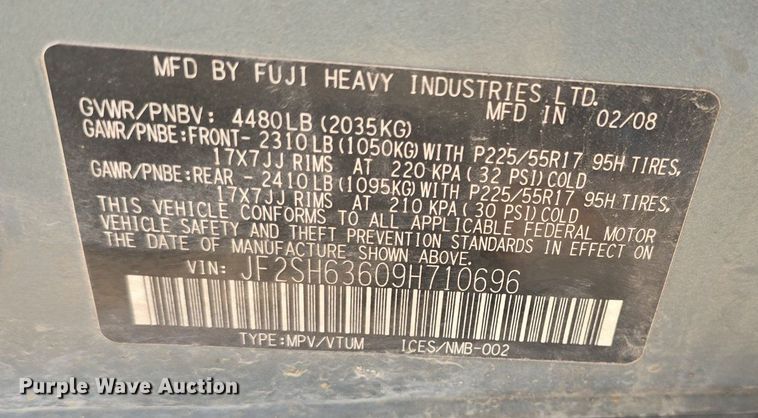 MFD BY FUJI HEAVY INDUSTRIES LTD.
MFD IN 02/08
GVWR/PNBV: 4480LB(2035KG)
GAWR/PNBE:FRONT- 2310LB(1050KG)WITH P225/55R17 95H TIRES,
17X7JJ RIMS AT 220 KPA(32 PSI)COLD
GAWR/PNBE:REAR - 2410LB(1095KG)WITH P225/55R17 95H TIRES,
17X7JJ RIMS AT 210 KPA(30 PSI)COLD
THIS VEHICLE CONFORMS TO ALL APPLICABLE FEDERAL MOTOR
VEHICLE SAFETY AND THEFT PREVENTION STANDARDS IN EFFECT ON
THE DATE OF MANUFACTURE SHOWN ABOVE.
VIN: JF2SH63609H710696
TYPE:MPV/VTUM ICES/NMB-002
Purple Wave Auction